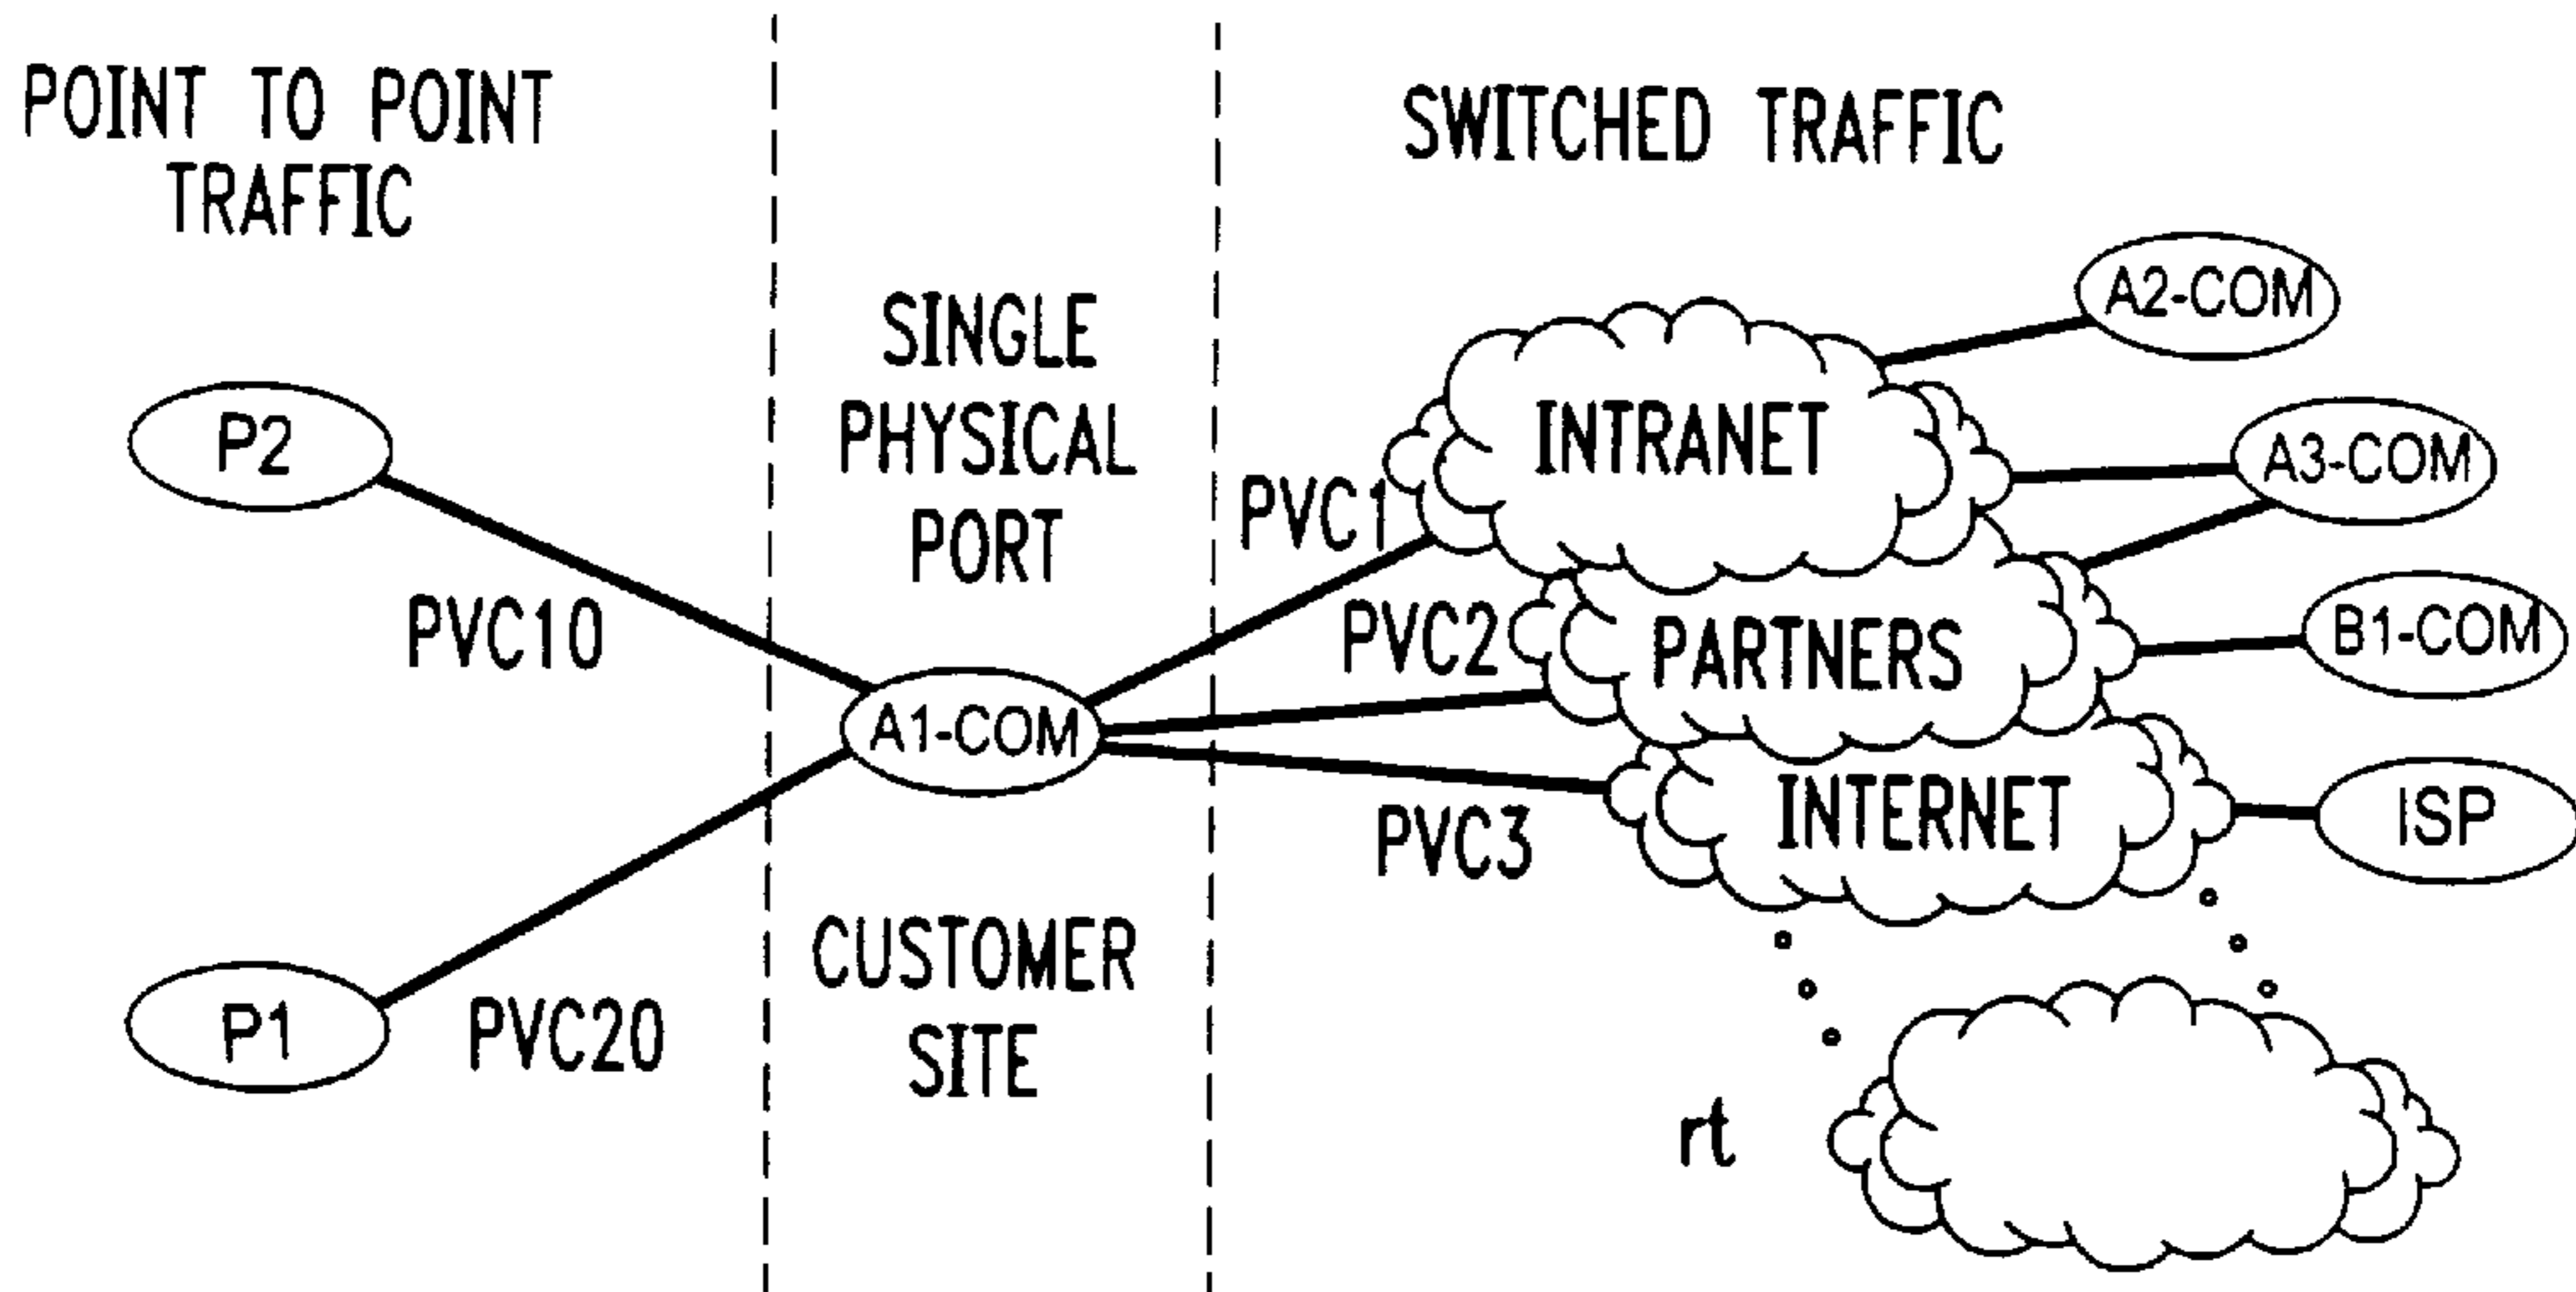 POINT TO POINT
TRAFFIC
SINGLE
PHYSICAL
PORT
CUSTOMER
SITE
SWITCHED TRAFFIC
P2
PVC10
P1
PVC20
A1-COM
PVC1
PVC2
PVC3
INTRANET
PARTNERS
INTERNET
A2-COM
A3-COM
B1-COM
ISP
rt